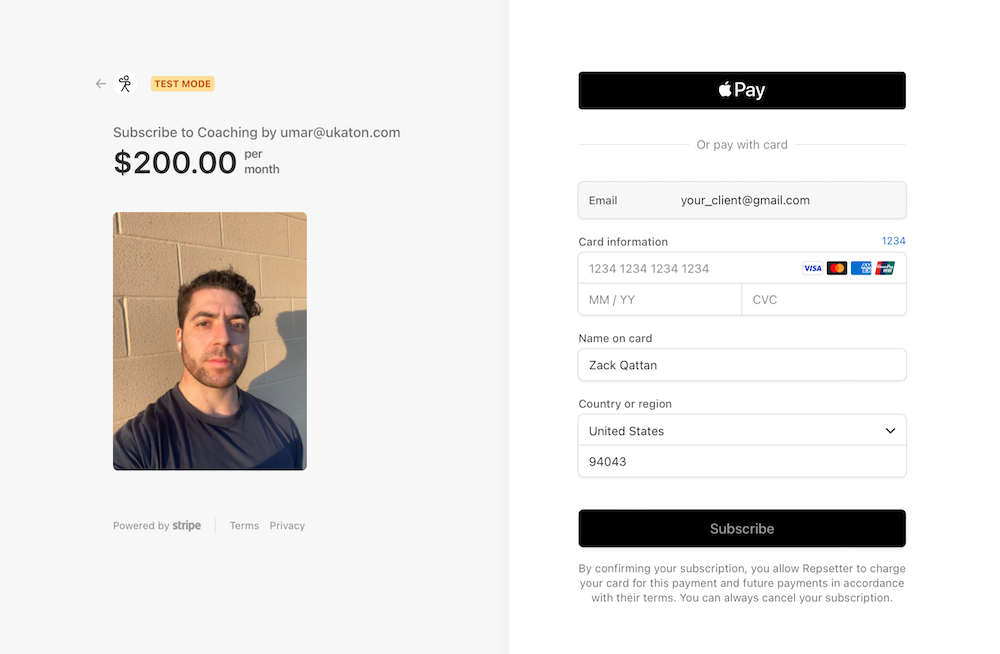 TEST MODE
Subscribe to Coaching by umar@ukaton.com
$200.00 per
month
Powered by stripe
Terms Privacy
Pay
Or pay with card
Email your_client@gmail.com
Card information 1234
1234 1234 1234 1234 VISA
MM / YY CVC
Name on card
Zack Qattan
Country or region
United States
94043
Subscribe
By confirming your subscription, you allow Repsetter to charge
your card for this payment and future payments in accordance
with their terms. You can always cancel your subscription.